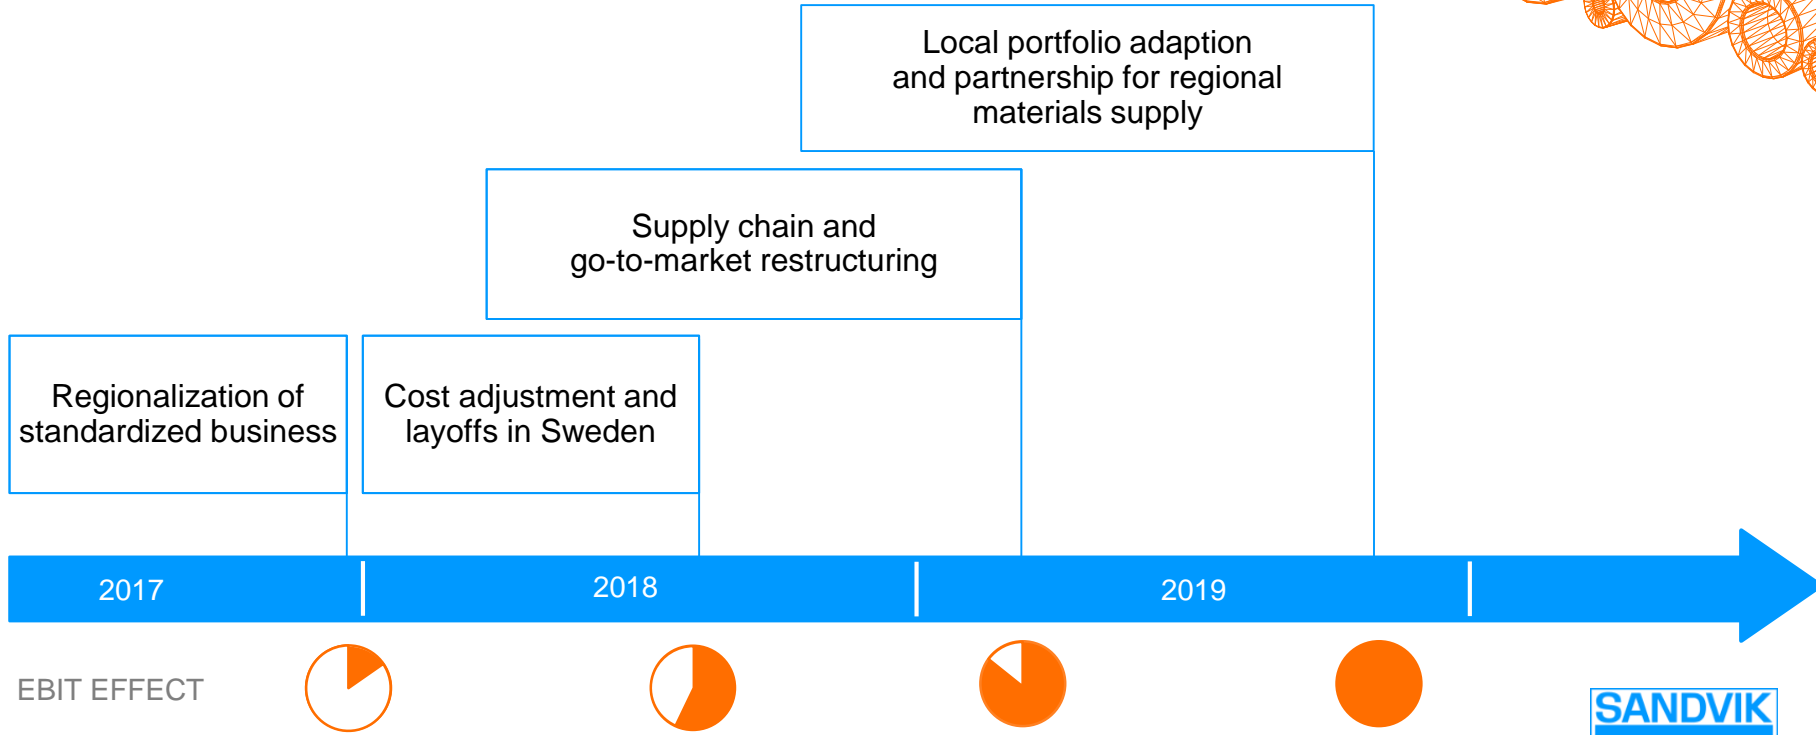 Local portfolio adaption
and partnership for regional
materials supply
Supply chain and
go-to-market restructuring
Regionalization of
standardized business
Cost adjustment and
layoffs in Sweden
2017
2018
2019
EBIT EFFECT
SANDVIK